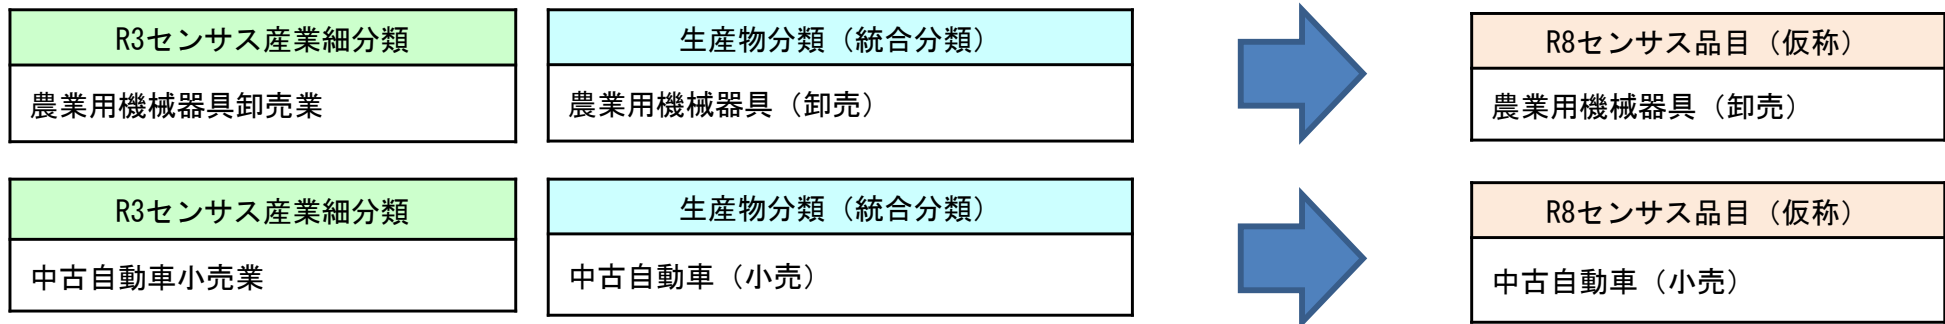 R3センサス産業細分類
生産物分類（統合分類）
R8センサス品目（仮称）
農業用機械器具卸売業
農業用機械器具（卸売）
農業用機械器具（卸売）
R3センサス産業細分類
生産物分類（統合分類）
R8センサス品目（仮称）
中古自動車小売業
中古自動車（小売）
中古自動車（小売）